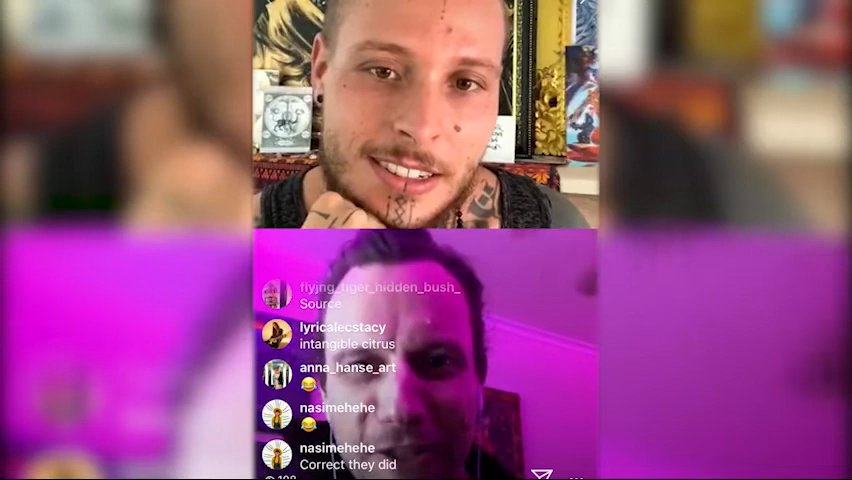 flyjng_tiger_hidden_bush_
Source
lyricalecstacy
intangible citrus
anna_hanse_art
😂
nasimehehe
😂
nasimehehe
Correct they did